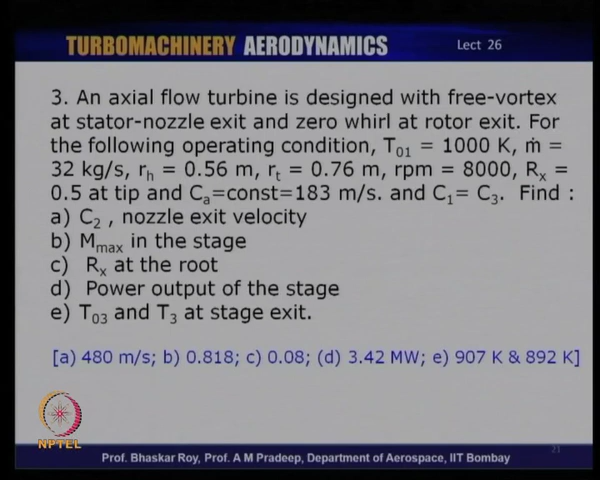 TURBOMACHINERY AERODYNAMICS Lect 26
3. An axial flow turbine is designed with free-vortex
at stator-nozzle exit and zero whirl at rotor exit. For
the following operating condition, T₀₁ = 1000 K, ṁ =
32 kg/s, rₕ = 0.56 m, rₜ = 0.76 m, rpm = 8000, Rₓ =
0.5 at tip and Cₐ=const=183 m/s. and C₁= C₃. Find :
a) C₂ , nozzle exit velocity
b) Mmax in the stage
c) Rₓ at the root
d) Power output of the stage
e) T₀₃ and T₃ at stage exit.
[a) 480 m/s; b) 0.818; c) 0.08; (d) 3.42 MW; e) 907 K & 892 K]
NPTEL
Prof. Bhaskar Roy, Prof. A M Pradeep, Department of Aerospace, IIT Bombay
21